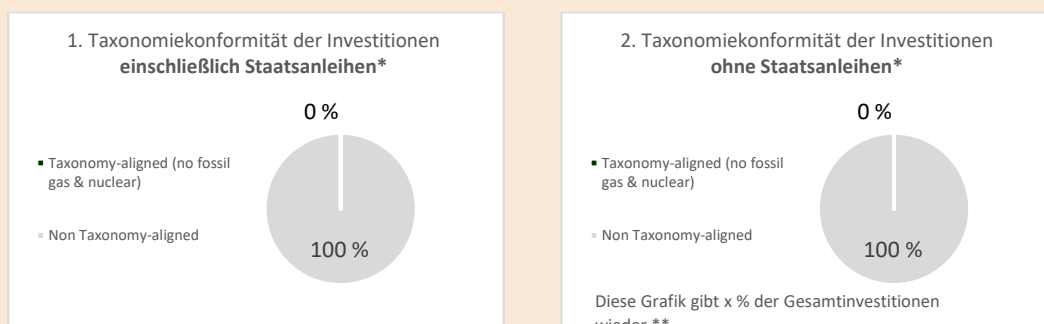 1. Taxonomiekonformität der Investitionen
einschließlich Staatsanleihen*
0 %
Taxonomy-aligned (no fossil
gas & nuclear)
Non Taxonomy-aligned
100 %
2. Taxonomiekonformität der Investitionen
ohne Staatsanleihen*
0 %
Taxonomy-aligned (no fossil
gas & nuclear)
Non Taxonomy-aligned
100 %
Diese Grafik gibt x % der Gesamtinvestitionen
wieder.**